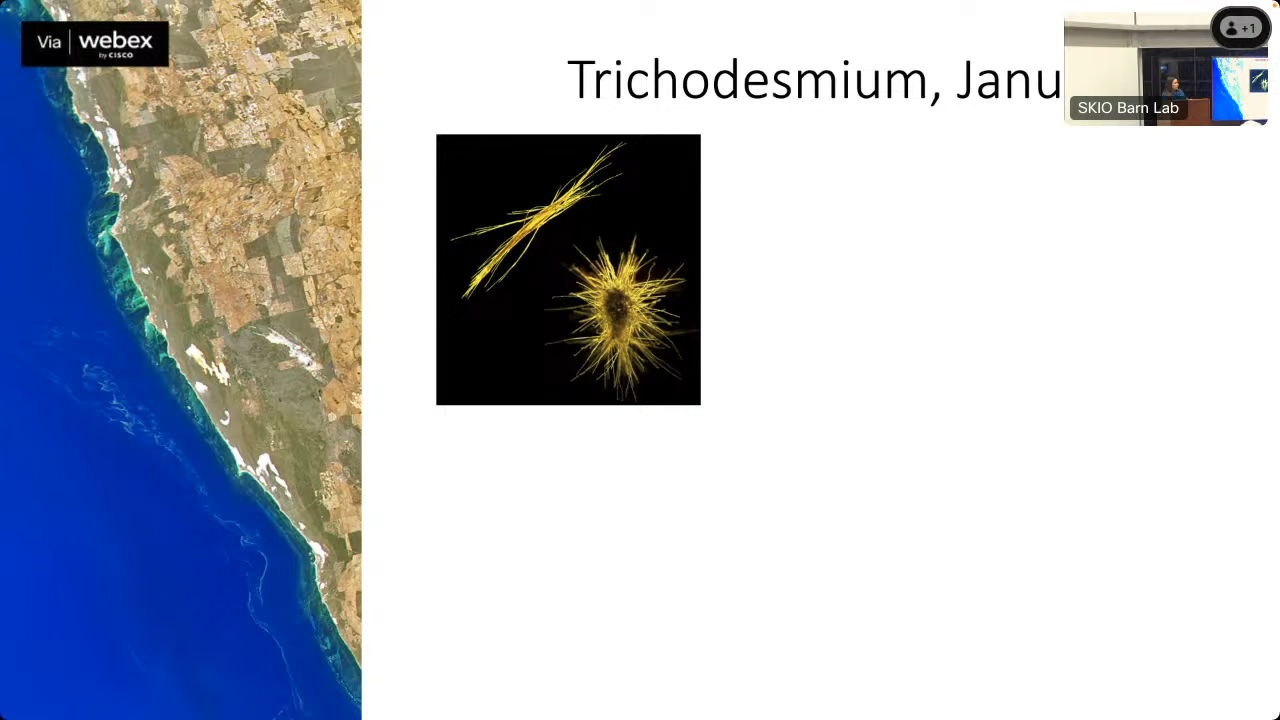 Via webex
by CISCO
Trichodesmium, Janu
+1
SKIO Barn Lab